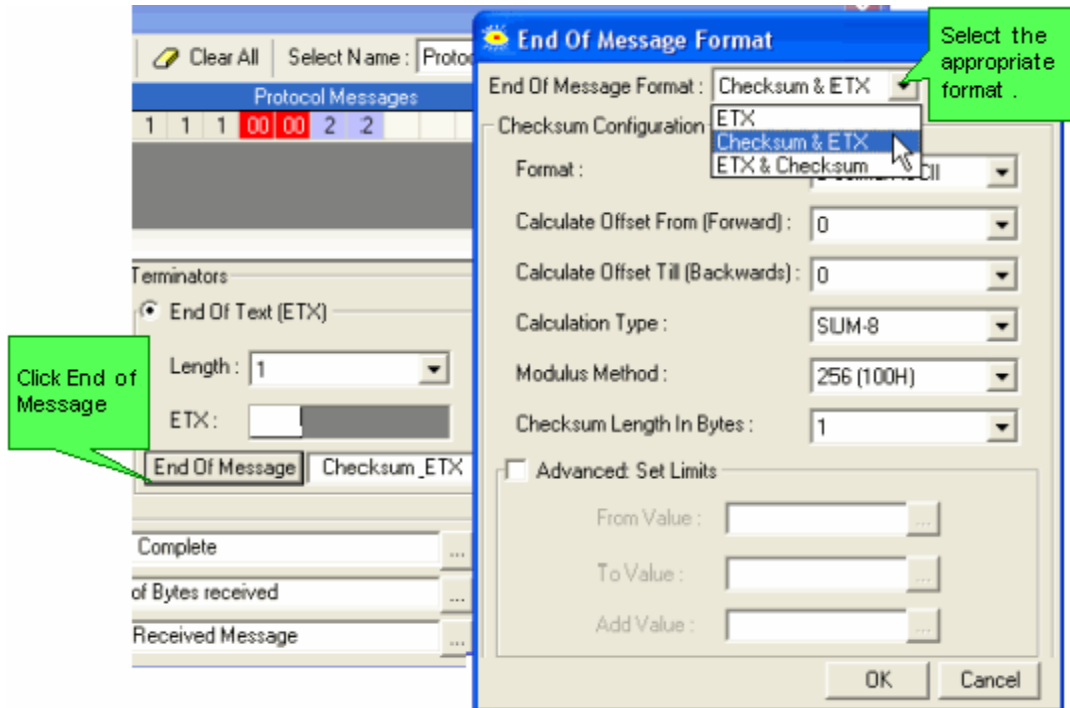 Clear All
Select Name :
Protocol Messages
1 1 1 00 00 2 2
Terminators
End Of Text (ETX)
Length : 1
ETX :
End Of Message
Checksum_ETX
Complete ...
of Bytes received ...
Received Message ...
Click End of
Message
End Of Message Format
End Of Message Format : Checksum & ETX
ETX
Checksum & ETX
ETX & Checksum
Select the
appropriate
format .
Checksum Configuration
Format :
Calculate Offset From (Forward) : 0
Calculate Offset Till (Backwards) : 0
Calculation Type : SUM-8
Modulus Method : 256 (100H)
Checksum Length In Bytes : 1
Advanced: Set Limits
From Value : ...
To Value : ...
Add Value : ...
OK
Cancel